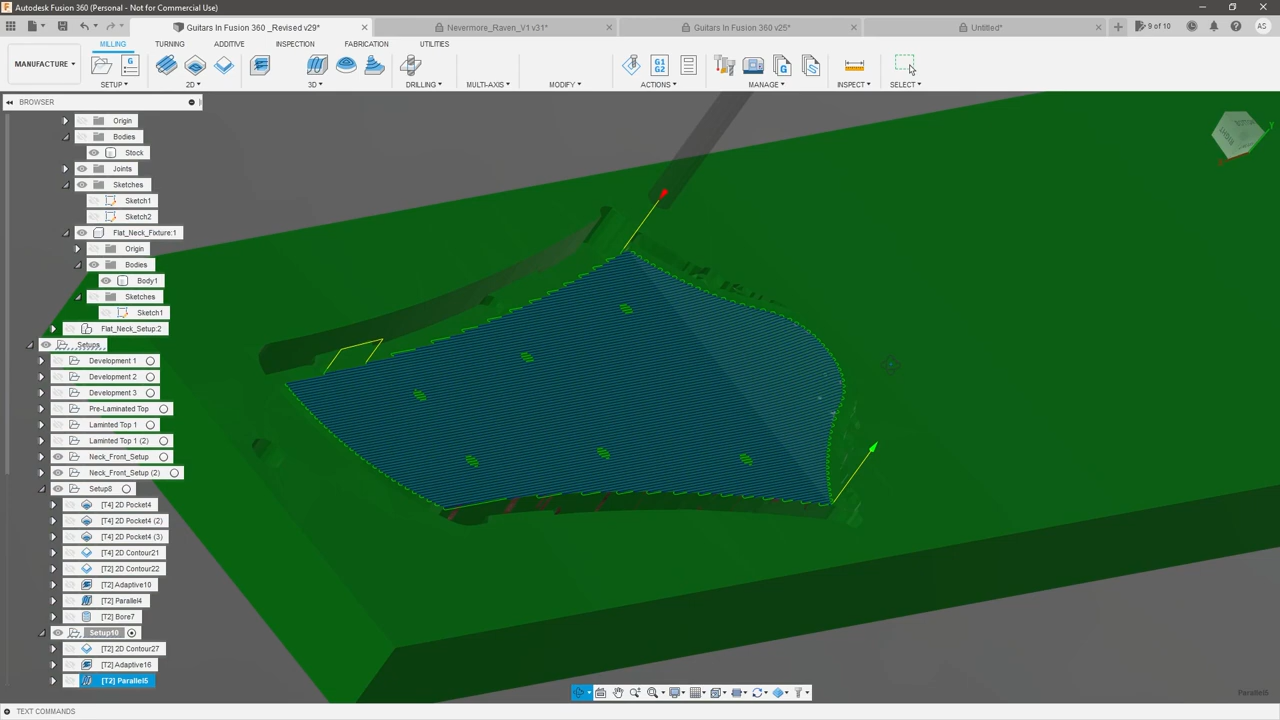 Autodesk Fusion 360 (Personal - Not for Commercial Use)
Guitars In Fusion 360 _Revised v29*
Nevermore_Raven_V1 v31*
Guitars In Fusion 360 v25*
Untitled*
9 of 10
AS
MILLING
TURNING
ADDITIVE
INSPECTION
FABRICATION
UTILITIES
MANUFACTURE
G1
G2
SETUP
2D
3D
DRILLING
MULTI-AXIS
MODIFY
ACTIONS
MANAGE
INSPECT
SELECT
BROWSER
Origin
Bodies
Stock
Joints
Sketches
Sketch1
Sketch2
Flat_Neck_Fixture:1
Origin
Bodies
Body1
Sketches
Sketch1
Flat_Neck_Setup:2
Setups
Development 1
Development 2
Development 3
Pre-Laminated Top
Laminted Top 1
Laminted Top 1 (2)
Neck_Front_Setup
Neck_Front_Setup (2)
Setup8
[T4] 2D Pocket4
[T4] 2D Pocket4 (2)
[T4] 2D Pocket4 (3)
[T4] 2D Contour21
[T2] 2D Contour22
[T2] Adaptive10
[T2] Parallel4
[T2] Bore7
Setup10
[T2] 2D Contour27
[T2] Adaptive16
[T2] Parallel5
Parallel5
TEXT COMMANDS